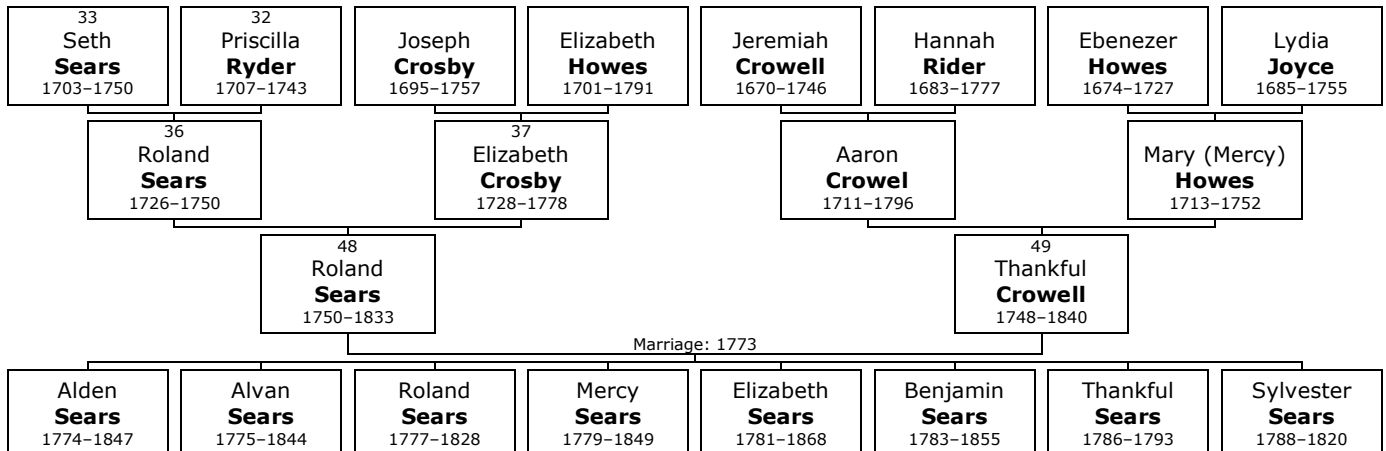 33
Seth
Sears
1703–1750
32
Priscilla
Ryder
1707–1743
Joseph
Crosby
1695–1757
Elizabeth
Howes
1701–1791
Jeremiah
Crowell
1670–1746
Hannah
Rider
1683–1777
Ebenezer
Howes
1674–1727
Lydia
Joyce
1685–1755
36
Roland
Sears
1726–1750
37
Elizabeth
Crosby
1728–1778
Aaron
Crowel
1711–1796
Mary (Mercy)
Howes
1713–1752
48
Roland
Sears
1750–1833
49
Thankful
Crowell
1748–1840
Marriage: 1773
Alden
Sears
1774–1847
Alvan
Sears
1775–1844
Roland
Sears
1777–1828
Mercy
Sears
1779–1849
Elizabeth
Sears
1781–1868
Benjamin
Sears
1783–1855
Thankful
Sears
1786–1793
Sylvester
Sears
1788–1820